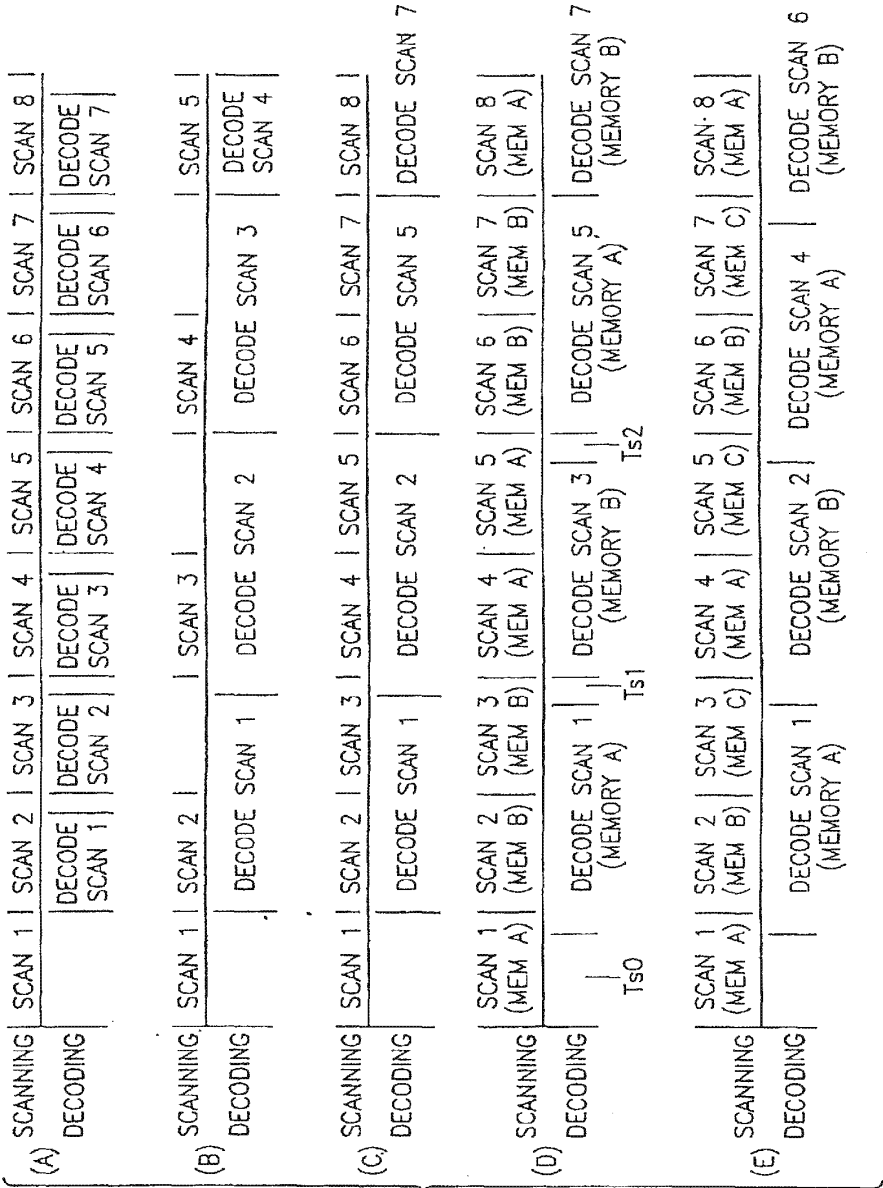 (A) SCANNING SCAN 1 | SCAN 2 | SCAN 3 | SCAN 4 | SCAN 5 | SCAN 6 | SCAN 7 | SCAN 8 |
DECODING | DECODE | DECODE | DECODE | DECODE | DECODE | DECODE | DECODE
SCAN 1 | SCAN 2 | SCAN 3 | SCAN 4 | SCAN 5 | SCAN 6 | SCAN 7
(B) SCANNING SCAN 1 | SCAN 2 | SCAN 3 | SCAN 4 | SCAN 5 |
DECODING DECODE SCAN 1 | DECODE SCAN 2 | DECODE SCAN 3 | DECODE
SCAN 4
(C) SCANNING SCAN 1 | SCAN 2 | SCAN 3 | SCAN 4 | SCAN 5 | SCAN 6 | SCAN 7 | SCAN 8 |
DECODING | DECODE SCAN 1 | DECODE SCAN 2 | DECODE SCAN 5 | DECODE SCAN 7
(D) SCANNING SCAN 1 | SCAN 2 | SCAN 3 | SCAN 4 | SCAN 5 | SCAN 6 | SCAN 7 | SCAN 8 |
(MEM A) | (MEM B) | (MEM B) | (MEM A) | (MEM A) | (MEM B) | (MEM B) | (MEM A)
DECODING DECODE SCAN 1 | DECODE SCAN 3 | DECODE SCAN 5 | DECODE SCAN 7
(MEMORY A) (MEMORY B) (MEMORY A) (MEMORY B)
Ts0 Ts1 Ts2
(E) SCANNING SCAN 1 | SCAN 2 | SCAN 3 | SCAN 4 | SCAN 5 | SCAN 6 | SCAN 7 | SCAN 8 |
(MEM A) | (MEM B) | (MEM C) | (MEM A) | (MEM C) | (MEM B) | (MEM C) | (MEM A)
DECODING DECODE SCAN 1 | DECODE SCAN 2 | DECODE SCAN 4 | DECODE SCAN 6
(MEMORY A) (MEMORY B) (MEMORY A) (MEMORY B)